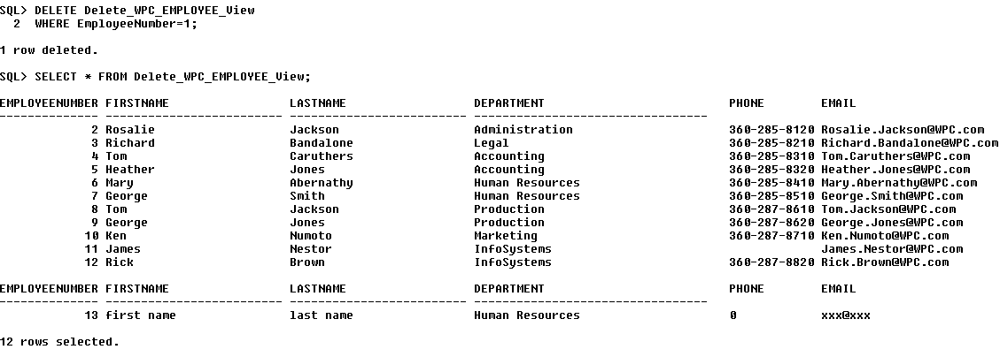 SQL> DELETE Delete_WPC_EMPLOYEE_View
  2  WHERE EmployeeNumber=1;

1 row deleted.

SQL> SELECT * FROM Delete_WPC_EMPLOYEE_View;

EMPLOYEENUMBER FIRSTNAME                 LASTNAME                  DEPARTMENT                          PHONE        EMAIL
-------------- ------------------------- ------------------------- ---------------------------------
             2 Rosalie                   Jackson                   Administration                      360-285-8120 Rosalie.Jackson@WPC.com
             3 Richard                   Bandalone                 Legal                               360-285-8210 Richard.Bandalone@WPC.com
             4 Tom                       Caruthers                 Accounting                          360-285-8310 Tom.Caruthers@WPC.com
             5 Heather                   Jones                     Accounting                          360-285-8320 Heather.Jones@WPC.com
             6 Mary                      Abernathy                 Human Resources                     360-285-8410 Mary.Abernathy@WPC.com
             7 George                    Smith                     Human Resources                     360-285-8510 George.Smith@WPC.com
             8 Tom                       Jackson                   Production                          360-287-8610 Tom.Jackson@WPC.com
             9 George                    Jones                     Production                          360-287-8620 George.Jones@WPC.com
            10 Ken                       Numoto                    Marketing                           360-287-8710 Ken.Numoto@WPC.com
            11 James                     Nestor                    InfoSystems                                      James.Nestor@WPC.com
            12 Rick                      Brown                     InfoSystems                         360-287-8820 Rick.Brown@WPC.com

EMPLOYEENUMBER FIRSTNAME                 LASTNAME                  DEPARTMENT                          PHONE        EMAIL
-------------- ------------------------- ------------------------- ---------------------------------
            13 first name                last name                 Human Resources                     0            xxx@xxx

12 rows selected.